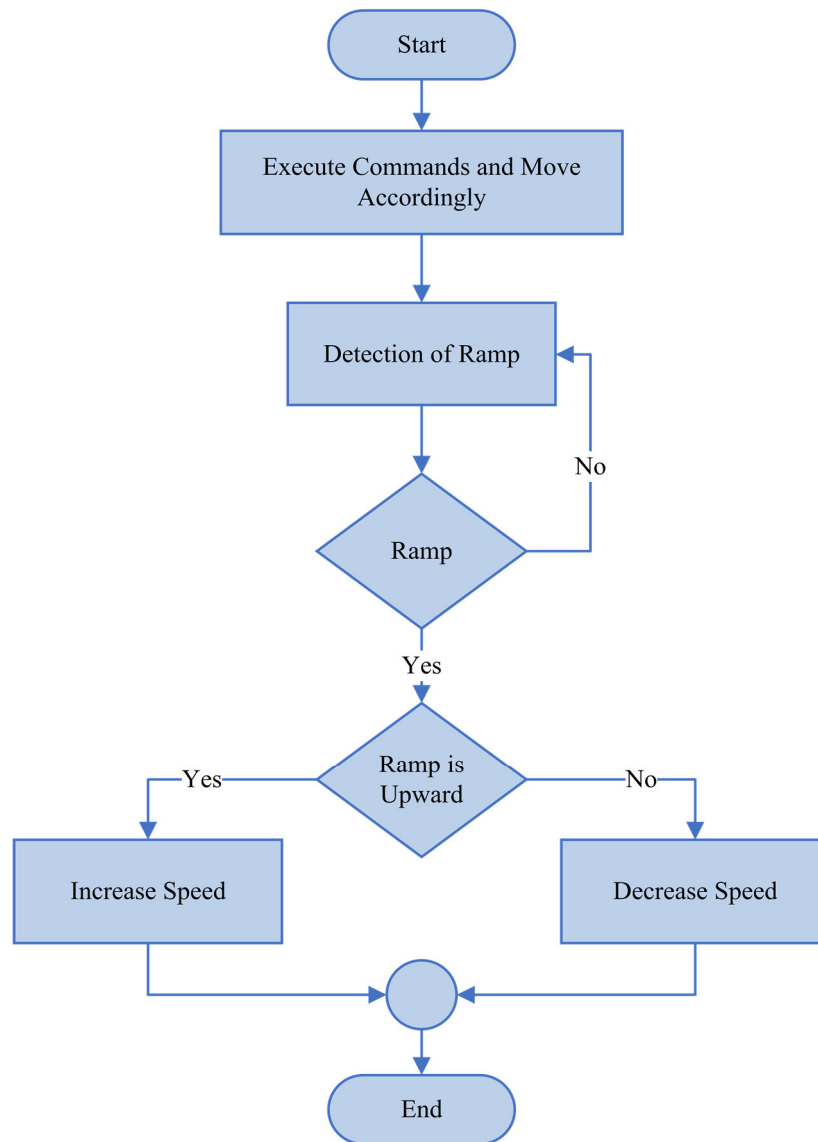 Start
Execute Commands and Move
Accordingly
Detection of Ramp
No
Ramp
Yes
Ramp is
Upward
Yes
No
Increase Speed
Decrease Speed
End